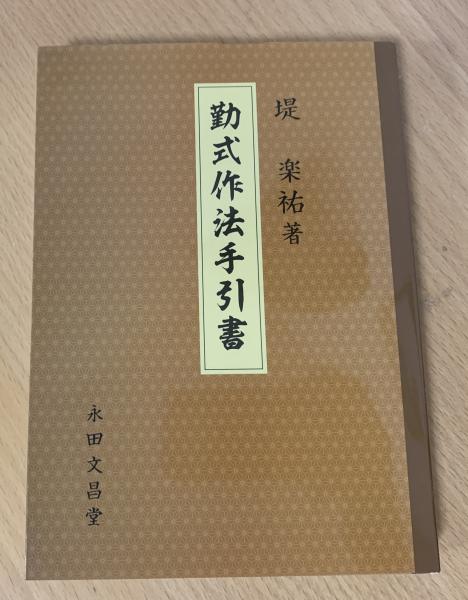 堤 楽祐著
勤式作法手引書
永田文昌堂